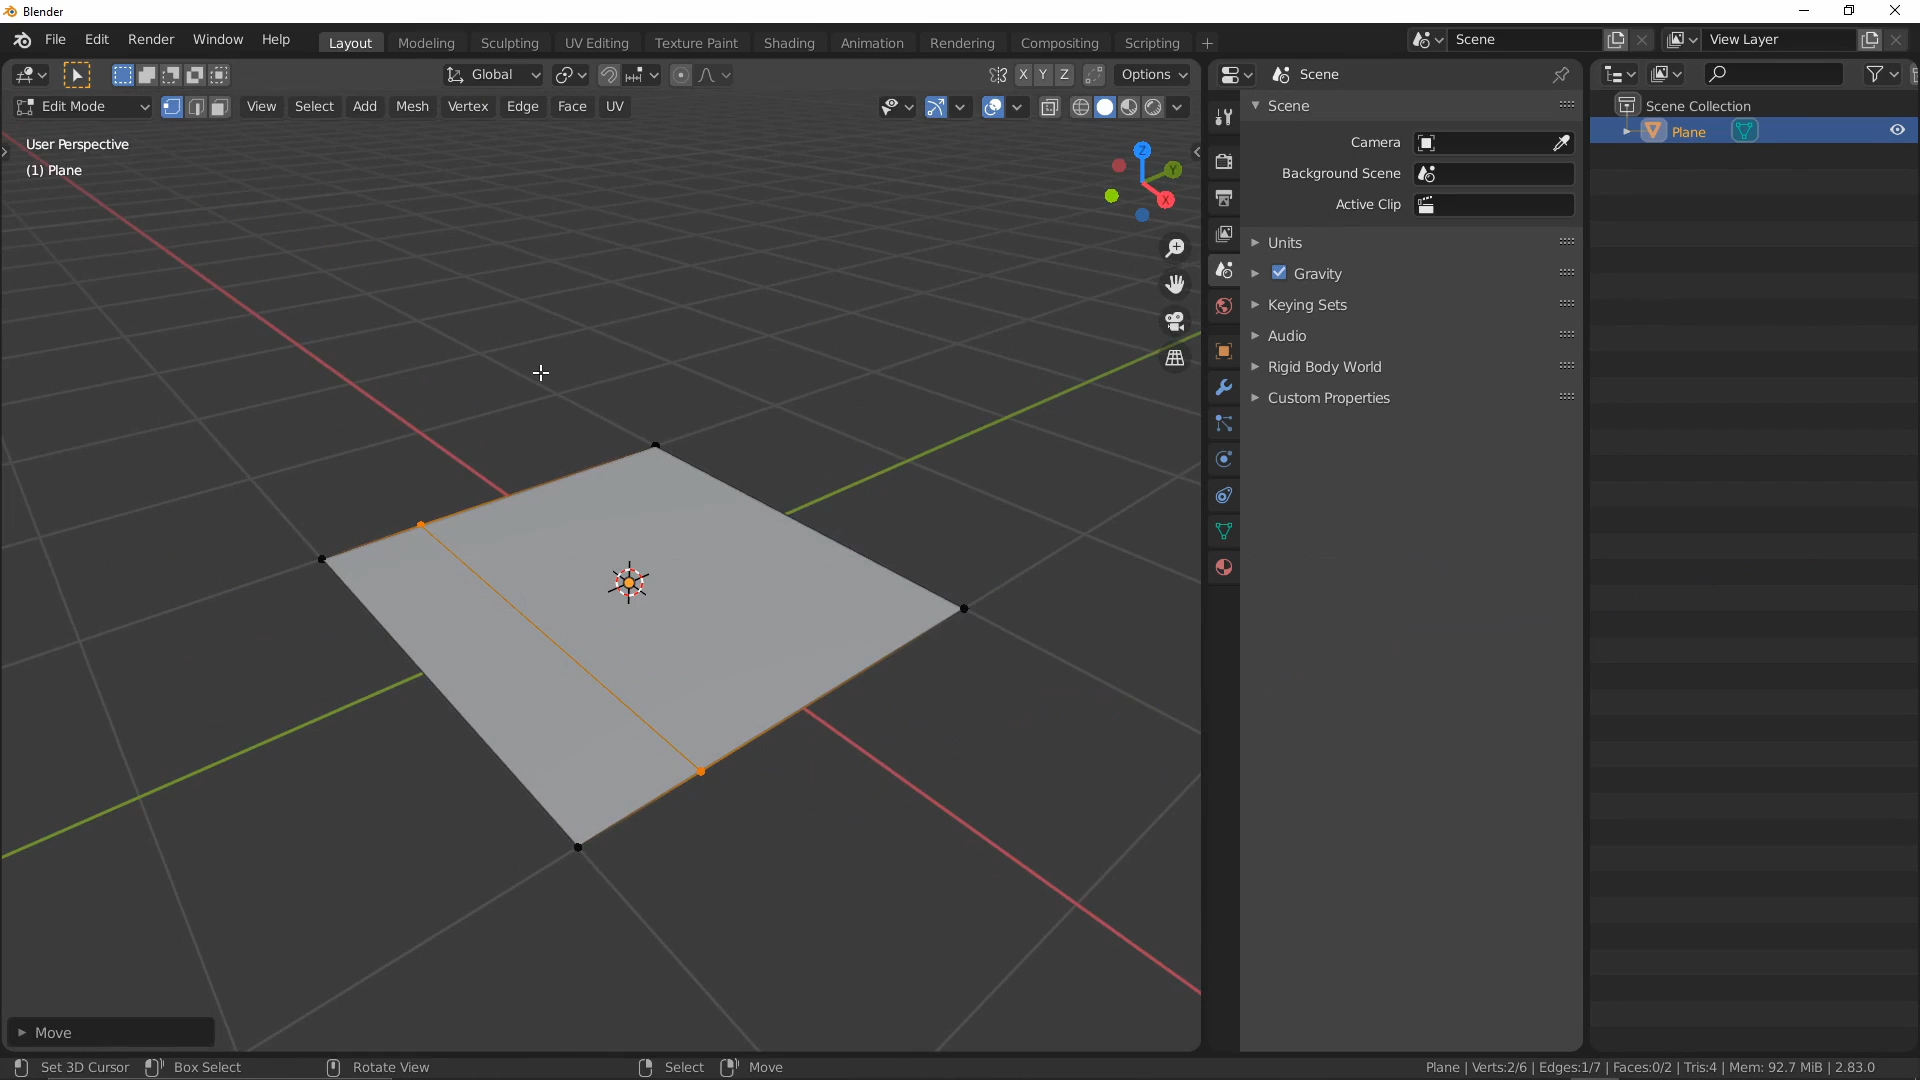 Blender
File Edit Render Window Help Layout Modeling Sculpting UV Editing Texture Paint Shading Animation Rendering Compositing Scripting + Scene View Layer
Global X Y Z Options Scene
Edit Mode View Select Add Mesh Vertex Edge Face UV
Scene
Scene Collection
Plane
User Perspective
(1) Plane
Z
Y
X
Camera
Background Scene
Active Clip
Units
Gravity
Keying Sets
Audio
Rigid Body World
Custom Properties
Move
Set 3D Cursor Box Select Rotate View Select Move Plane | Verts:2/6 | Edges:1/7 | Faces:0/2 | Tris:4 | Mem: 92.7 MiB | 2.83.0